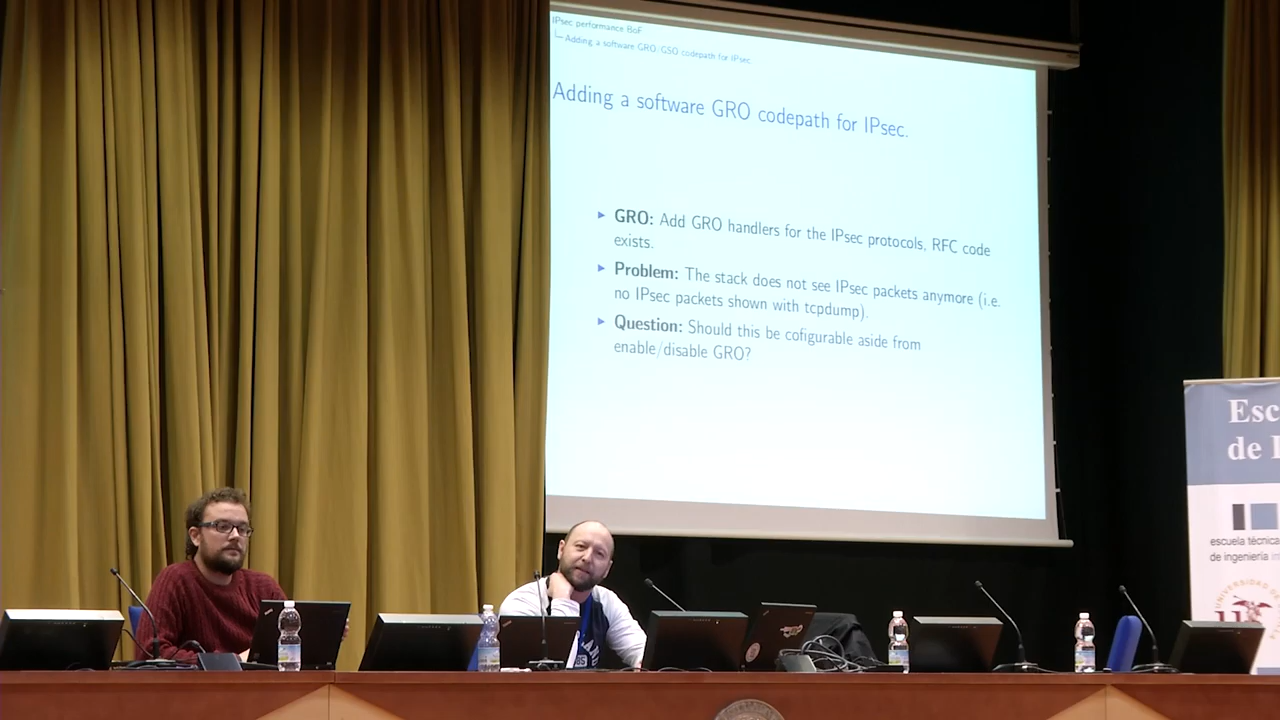 IPsec performance BoF
Adding a software GRO/GSO codepath for IPsec
Adding a software GRO codepath for IPsec.
GRO: Add GRO handlers for the IPsec protocols, RFC code
exists.
Problem: The stack does not see IPsec packets anymore (i.e.
no IPsec packets shown with tcpdump).
Question: Should this be cofigurable aside from
enable/disable GRO?
Esc
de I
escuela técnica
de ingeniería
UNIVERSIDAD